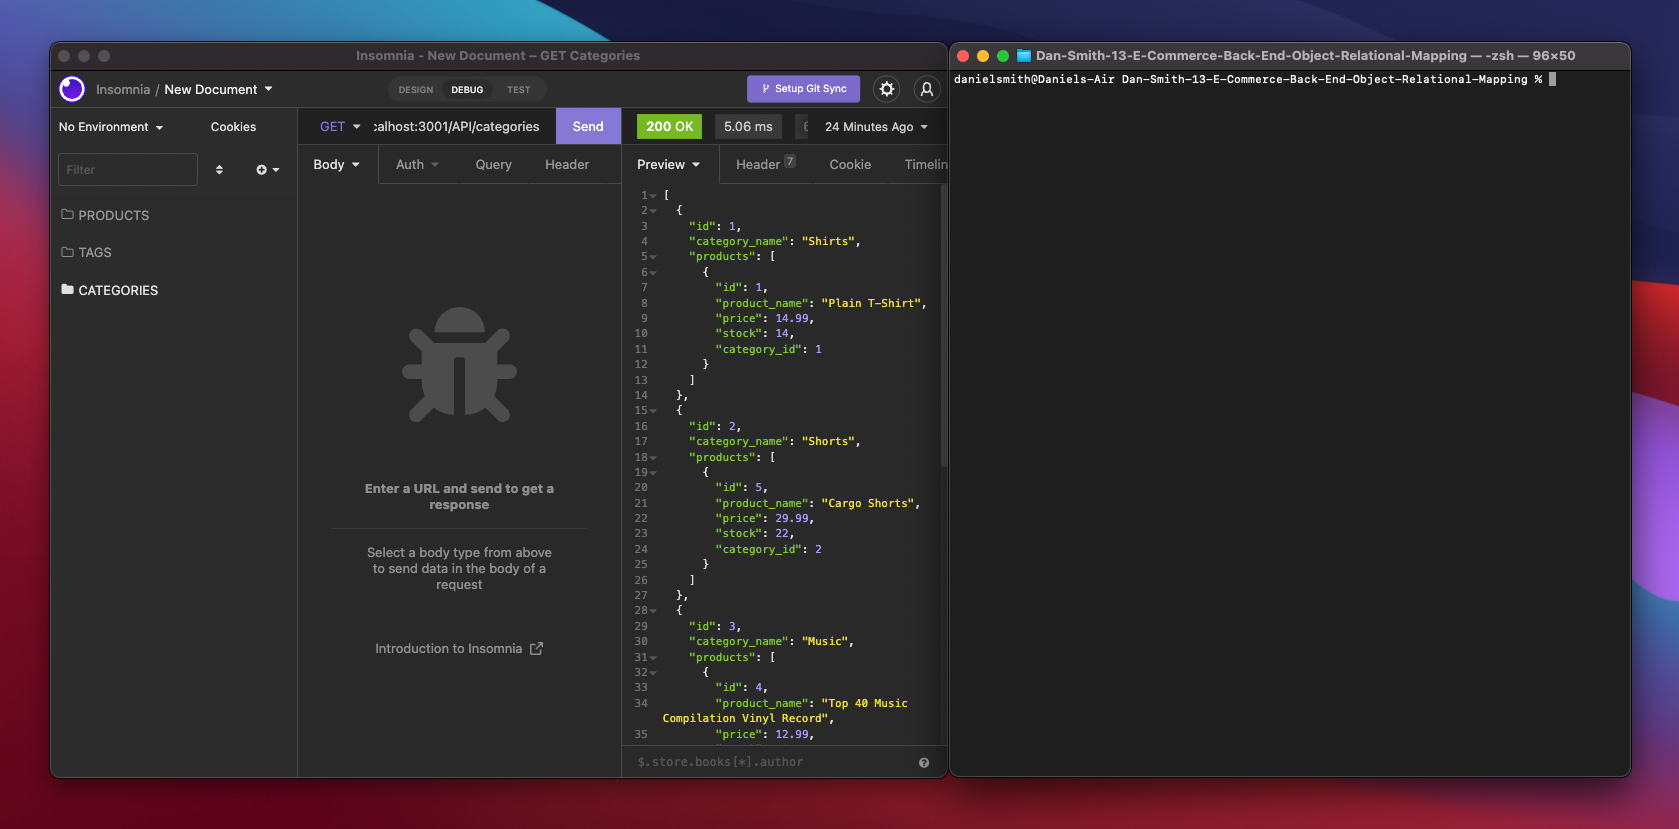 Insomnia - New Document – GET Categories
Insomnia / New Document
DESIGN DEBUG TEST
Setup Git Sync
No Environment Cookies
Filter
PRODUCTS
TAGS
CATEGORIES
GET :alhost:3001/API/categories Send
Body Auth Query Header
Enter a URL and send to get a
response
Select a body type from above
to send data in the body of a
request
Introduction to Insomnia
200 OK 5.06 ms 24 Minutes Ago
Preview Header 7 Cookie Timelin
1 [
2 {
3 "id": 1,
4 "category_name": "Shirts",
5 "products": [
6 {
7 "id": 1,
8 "product_name": "Plain T-Shirt",
9 "price": 14.99,
10 "stock": 14,
11 "category_id": 1
12 }
13 ]
14 },
15 {
16 "id": 2,
17 "category_name": "Shorts",
18 "products": [
19 {
20 "id": 5,
21 "product_name": "Cargo Shorts",
22 "price": 29.99,
23 "stock": 22,
24 "category_id": 2
25 }
26 ]
27 },
28 {
29 "id": 3,
30 "category_name": "Music",
31 "products": [
32 {
33 "id": 4,
34 "product_name": "Top 40 Music
Compilation Vinyl Record",
35 "price": 12.99,
$.store.books[*].author
Dan-Smith-13-E-Commerce-Back-End-Object-Relational-Mapping — -zsh — 96×50
danielsmith@Daniels-Air Dan-Smith-13-E-Commerce-Back-End-Object-Relational-Mapping %